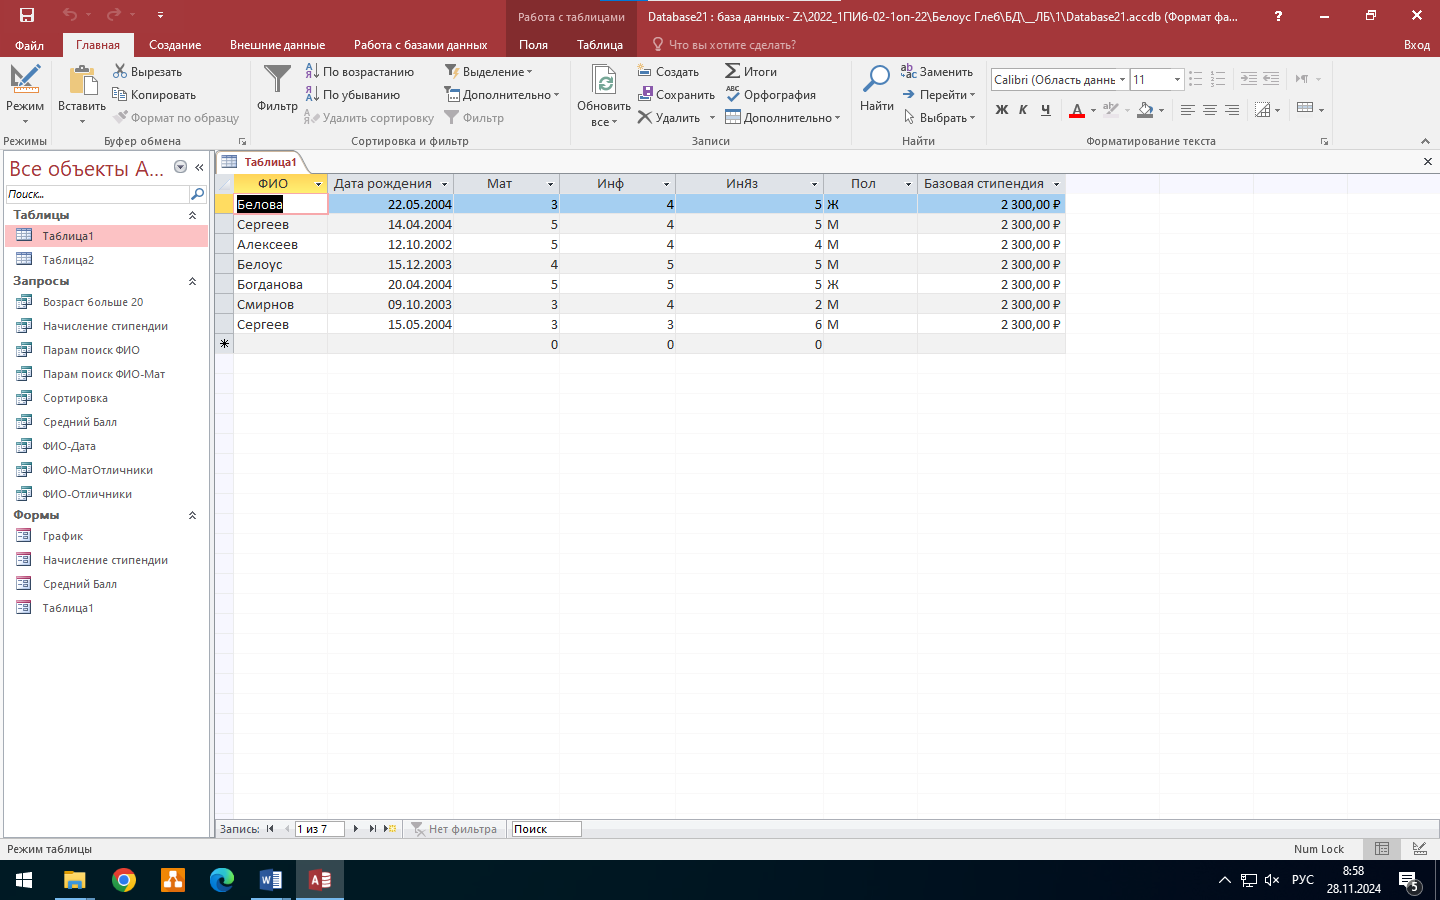 Работа с таблицами
Database21 : база данных- Z:\2022_1ПИб-02-1оп-22\Белоус Глеб\БД\__ЛБ\1\Database21.accdb (Формат фа...
?
Файл Главная Создание Внешние данные Работа с базами данных Поля Таблица Что вы хотите сделать? Вход
Режим
Режимы
Вставить
Вырезать
Копировать
Формат по образцу
Буфер обмена
Фильтр
По возрастанию
По убыванию
Удалить сортировку
Выделение
Дополнительно
Фильтр
Сортировка и фильтр
Обновить
все
Создать
Сохранить
Удалить
Итоги
Орфография
Дополнительно
Записи
Найти
Заменить
Перейти
Выбрать
Найти
Calibri (Область данны
11
Ж К Ч А
Форматирование текста
Все объекты A...
Поиск...
Таблицы
Таблица1
Таблица2
Запросы
Возраст больше 20
Начисление стипендии
Парам поиск ФИО
Парам поиск ФИО-Мат
Сортировка
Средний Балл
ФИО-Дата
ФИО-МатОтличники
ФИО-Отличники
Формы
График
Начисление стипендии
Средний Балл
Таблица1
Таблица1
ФИО Дата рождения Мат Инф ИнЯз Пол Базовая стипендия
Белова 22.05.2004 3 4 5 Ж 2 300,00 ₽
Сергеев 14.04.2004 5 4 5 М 2 300,00 ₽
Алексеев 12.10.2002 5 4 4 М 2 300,00 ₽
Белоус 15.12.2003 4 5 5 М 2 300,00 ₽
Богданова 20.04.2004 5 5 5 Ж 2 300,00 ₽
Смирнов 09.10.2003 3 4 2 М 2 300,00 ₽
Сергеев 15.05.2004 3 3 6 М 2 300,00 ₽
0 0 0
Запись: 1 из 7 Нет фильтра Поиск
Режим таблицы
Num Lock
РУС
8:58
28.11.2024
5